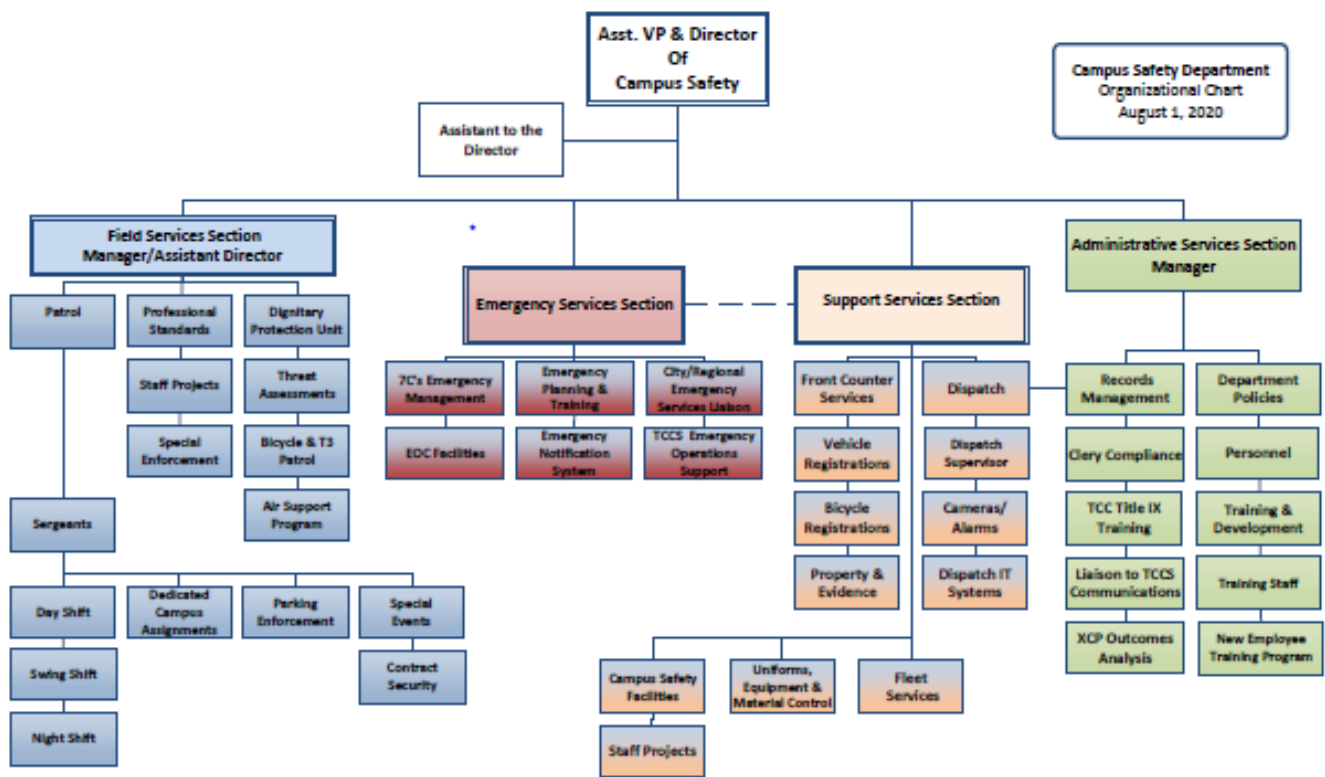 Asst. VP & Director
Of
Campus Safety
Campus Safety Department
Organizational Chart
August 1, 2020
Assistant to the
Director
Field Services Section
Manager/Assistant Director
Emergency Services Section
Support Services Section
Administrative Services Section
Manager
Patrol
Professional
Standards
Dignitary
Protection Unit
Staff Projects
Threat
Assessments
Special
Enforcement
Bicycle & T3
Patrol
Air Support
Program
Sergeants
Day Shift
Dedicated
Campus
Assignments
Parking
Enforcement
Special
Events
Swing Shift
Contract
Security
Night Shift
7C's Emergency
Management
Emergency
Planning &
Training
City/Regional
Emergency
Services Liaison
EOC Facilities
Emergency
Notification
System
TCCS Emergency
Operations
Support
Front Counter
Services
Dispatch
Vehicle
Registrations
Dispatch
Supervisor
Bicycle
Registrations
Cameras/
Alarms
Property &
Evidence
Dispatch IT
Systems
Campus Safety
Facilities
Uniforms,
Equipment &
Material Control
Fleet
Services
Staff Projects
Records
Management
Department
Policies
Clery Compliance
Personnel
TCC Title IX
Training
Training &
Development
Liaison to TCCS
Communications
Training Staff
XCP Outcomes
Analysis
New Employee
Training Program